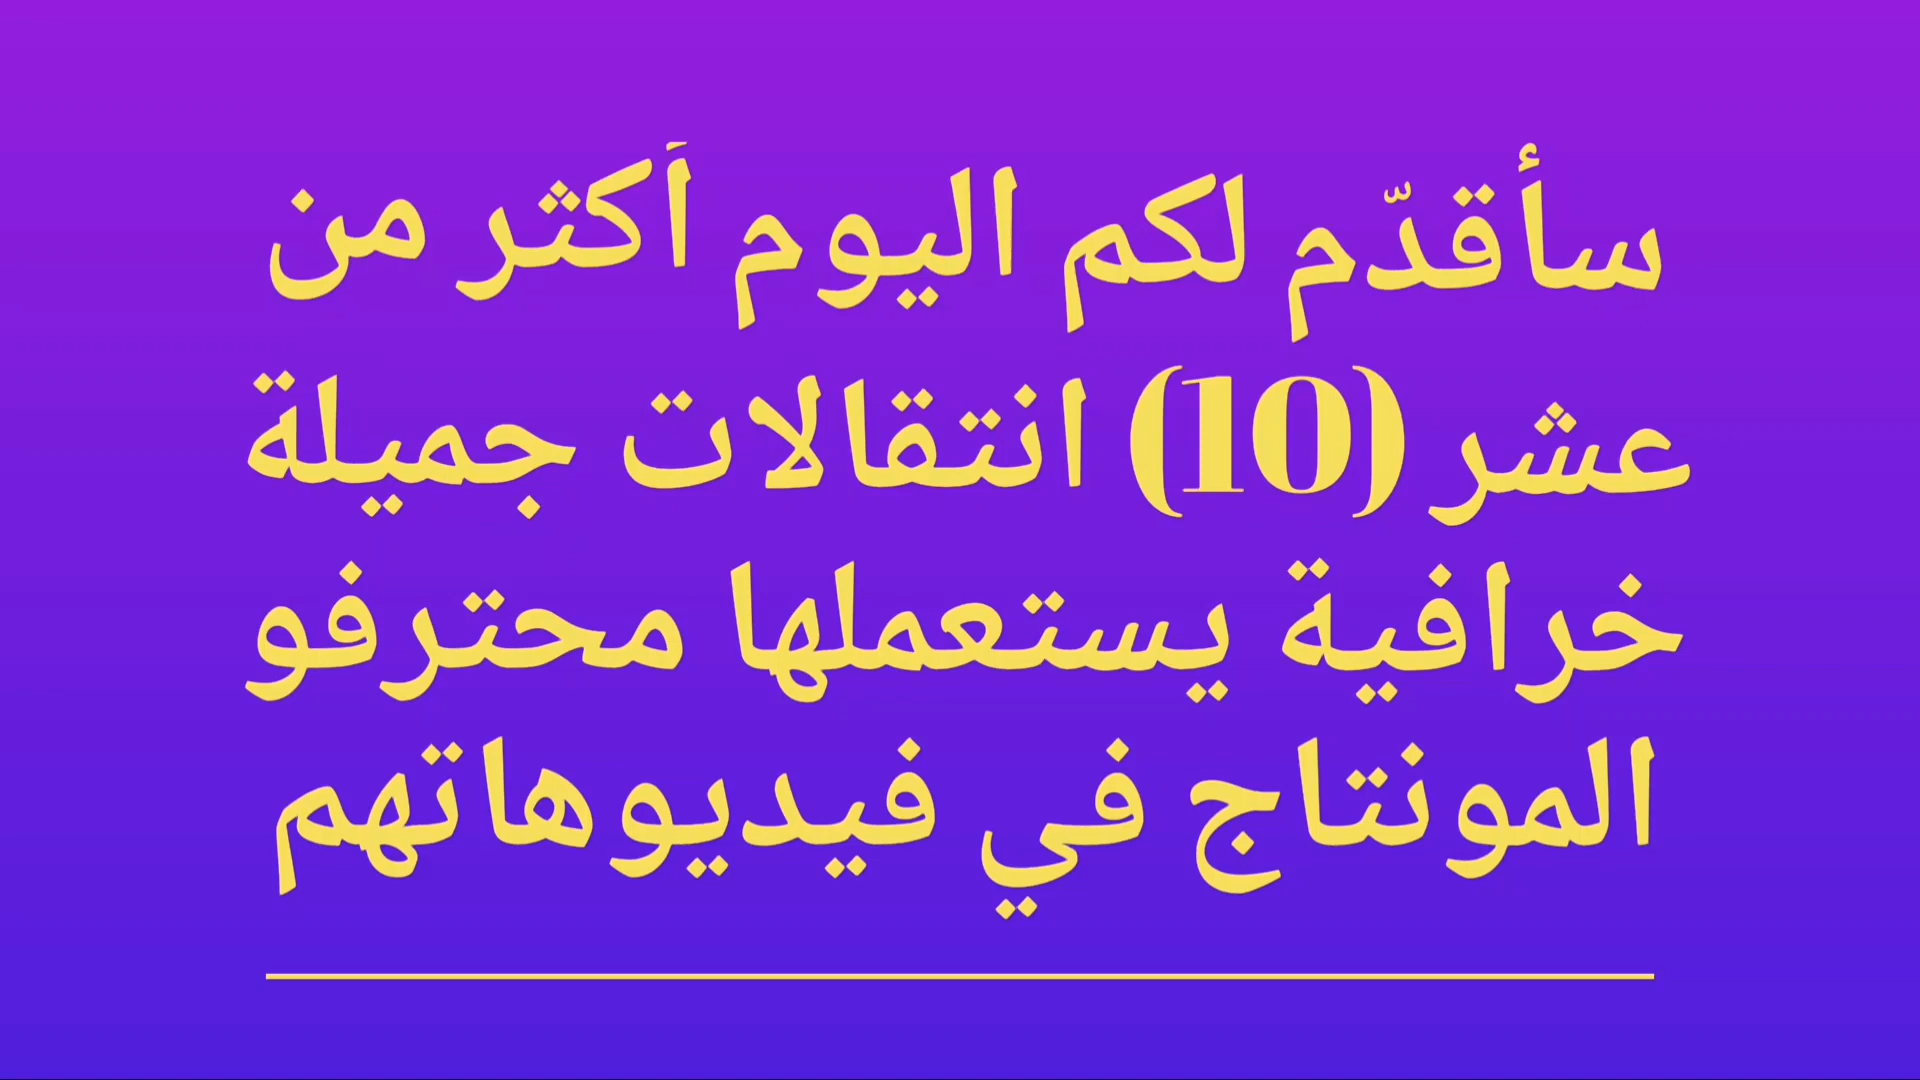 سأقدّم لكم اليوم أكثر من
عشر (10) انتقالات جميلة
خرافية يستعملها محترفو
المونتاج في فيديوهاتهم